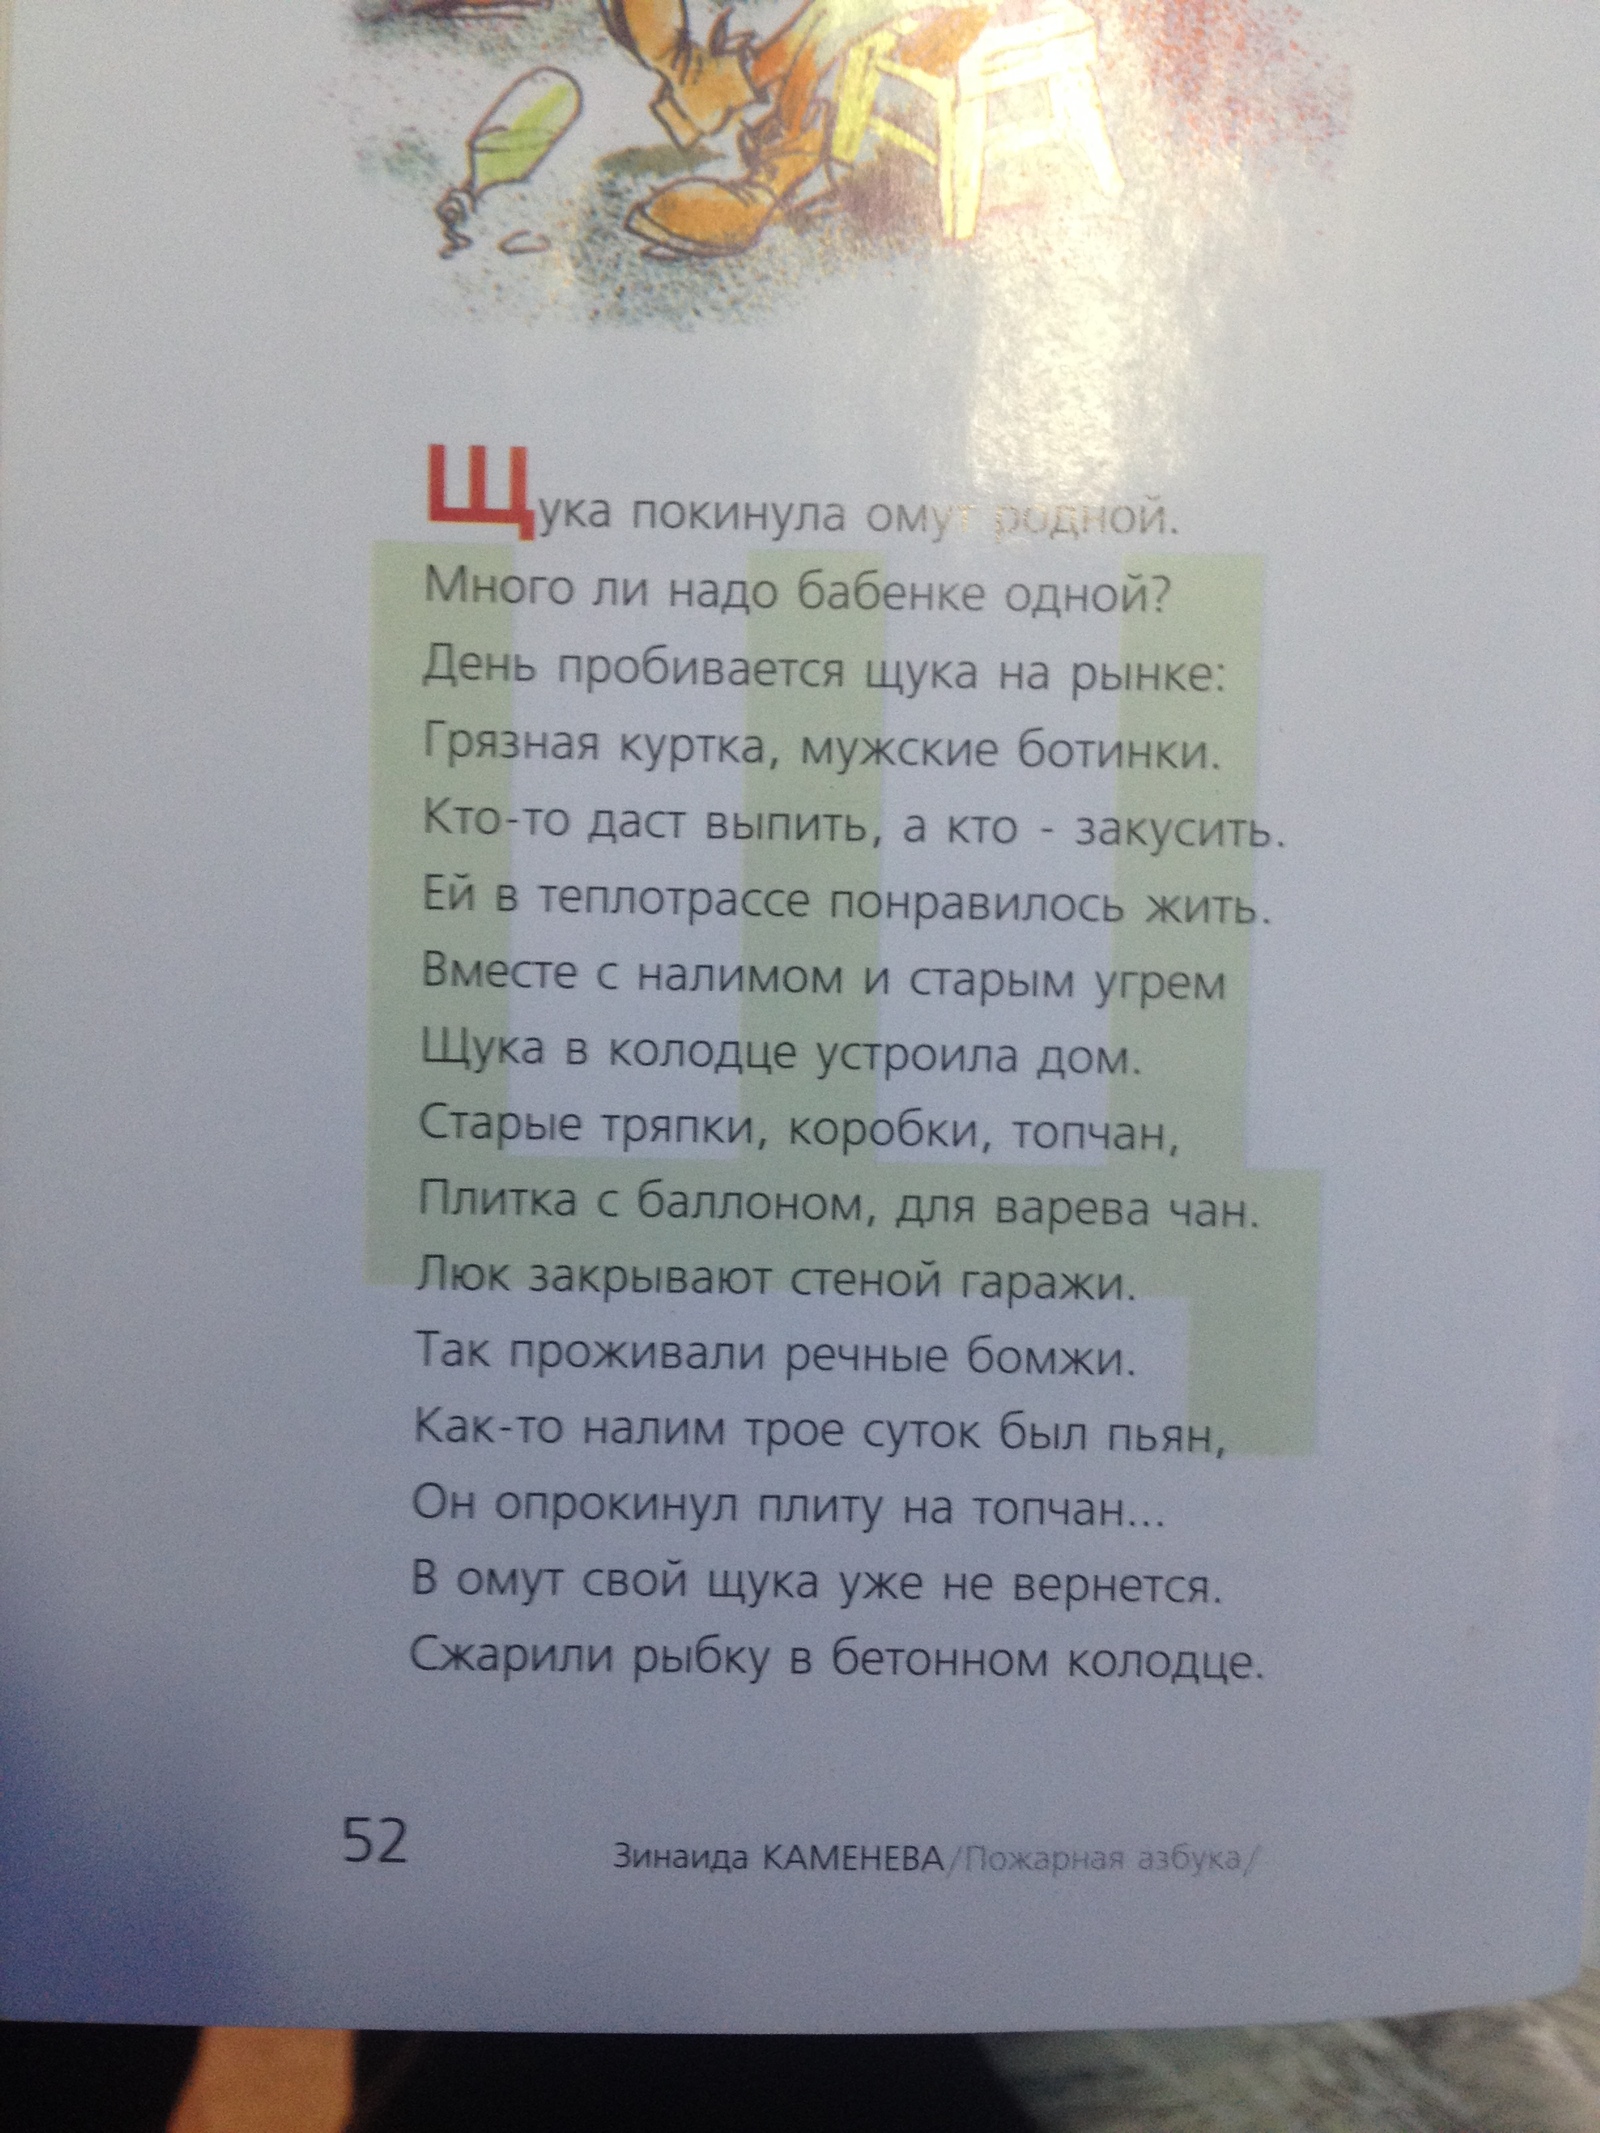 Щука покинула омут родной.
Много ли надо бабенке одной?
День пробивается щука на рынке:
Грязная куртка, мужские ботинки.
Кто-то даст выпить, а кто - закусить.
Ей в теплотрассе понравилось жить.
Вместе с налимом и старым угрем
Щука в колодце устроила дом.
Старые тряпки, коробки, топчан,
Плитка с баллоном, для варева чан.
Люк закрывают стеной гаражи.
Так проживали речные бомжи.
Как-то налим трое суток был пьян,
Он опрокинул плиту на топчан...
В омут свой щука уже не вернется.
Сжарили рыбку в бетонном колодце.
52
Зинаида КАМЕНЕВА/Пожарная азбука/